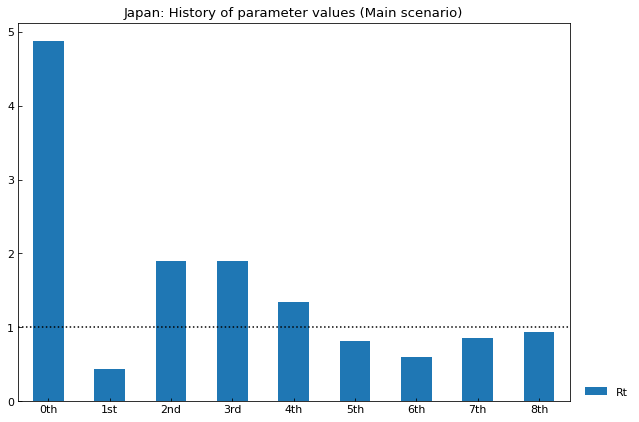 Japan: History of parameter values (Main scenario)
5
4
3
2
1
0
0th 1st 2nd 3rd 4th 5th 6th 7th 8th
Rt